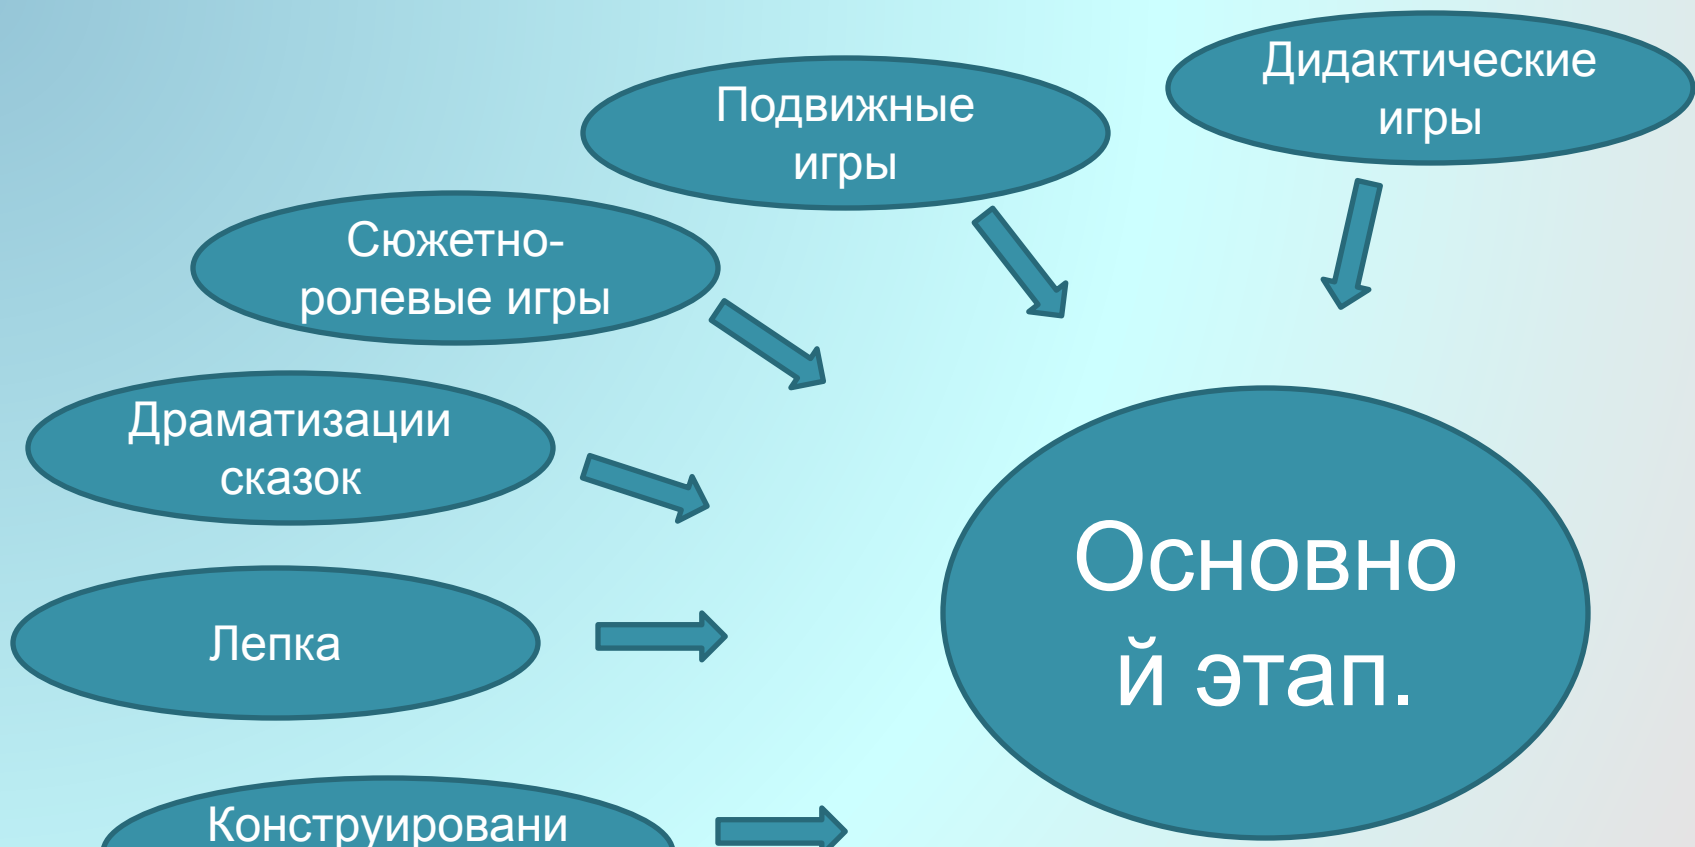 Дидактические
игры
Подвижные
игры
Сюжетно-
ролевые игры
Драматизации
сказок
Лепка
Конструировани
Основно
й этап.